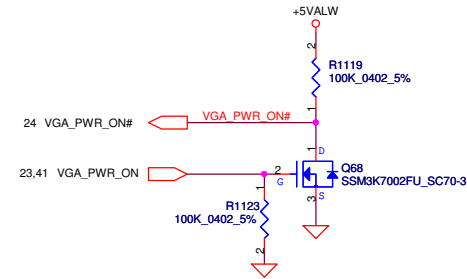 +5VALW
2
R1119
100K_0402_5%
1
24 VGA_PWR_ON#
VGA_PWR_ON#
1
D
23,41 VGA_PWR_ON
2
G
Q68
SSM3K7002FU_SC70-3
3
S
1
R1123
100K_0402_5%
2